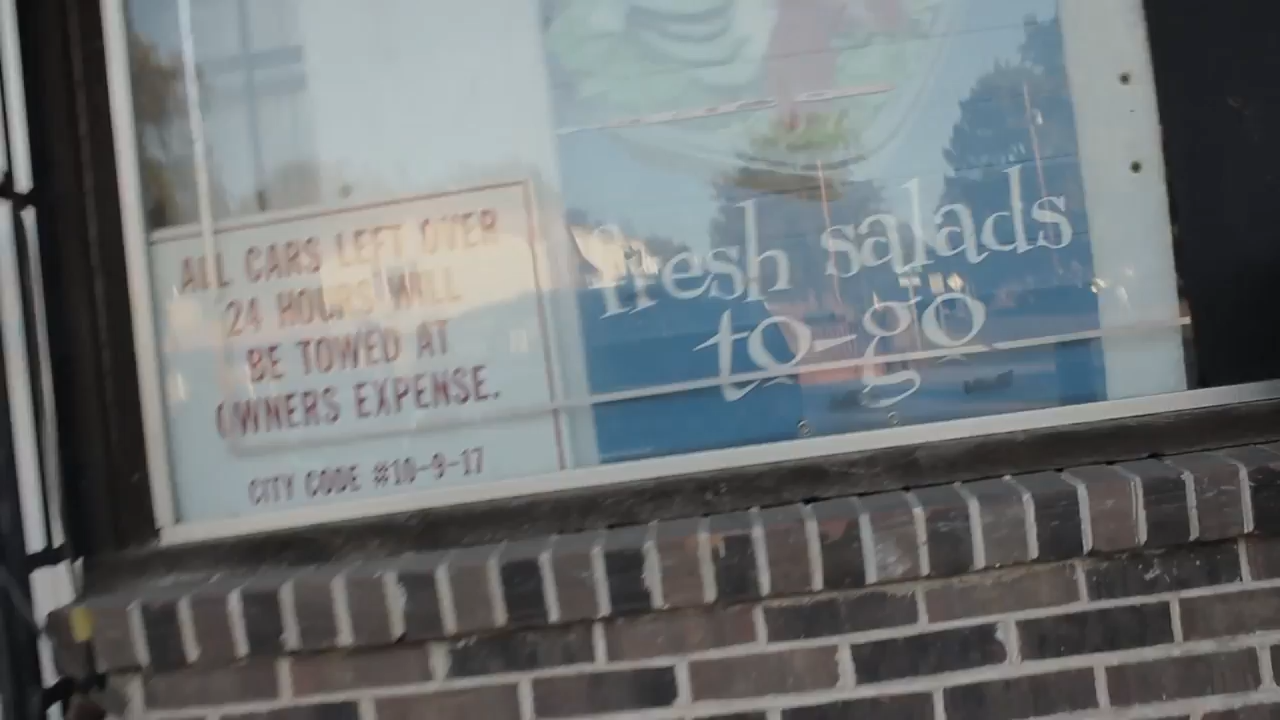 ALL CARS LEFT OVER
24 HOURS WILL
BE TOWED AT
OWNERS EXPENSE.
CITY CODE #10-9-17
fresh salads
to-go